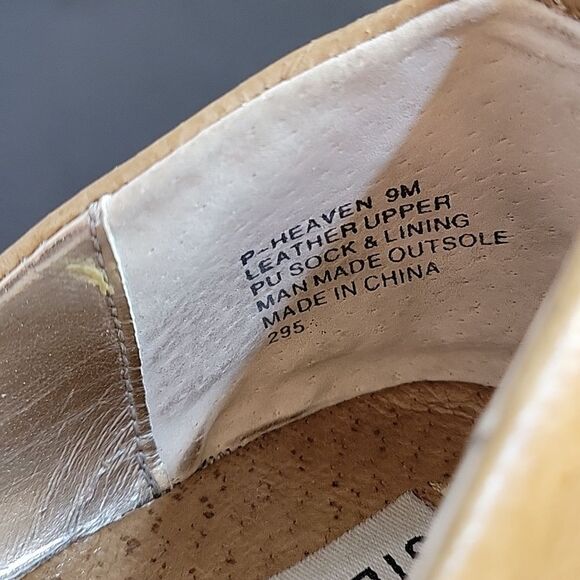 P-HEAVEN 9M
LEATHER UPPER
PU SOCK & LINING
MAN MADE OUTSOLE
MADE IN CHINA
295